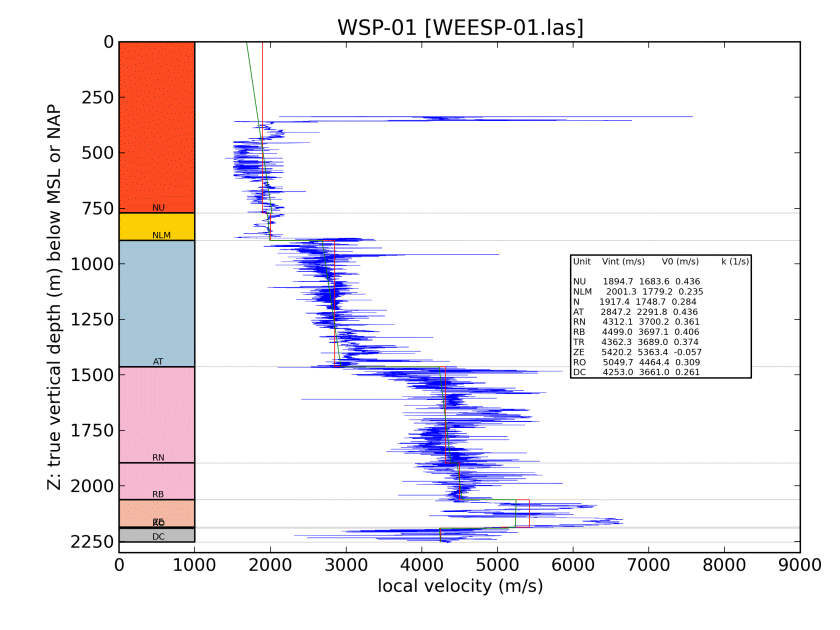 WSP-01 [WEESP-01.las]
0
250
500
750
1000
1250
1500
1750
2000
2250
Z: true vertical depth (m) below MSL or NAP
NU
NLM
AT
RN
RB
ZE
DC
Unit Vint (m/s) V0 (m/s) k (1/s)
NU 1894.7 1683.6 0.436
NLM 2001.3 1779.2 0.235
N 1917.4 1748.7 0.284
AT 2847.2 2291.8 0.436
RN 4312.1 3700.2 0.361
RB 4499.0 3697.1 0.406
TR 4362.3 3689.0 0.374
ZE 5420.2 5363.4 -0.057
RO 5049.7 4464.4 0.309
DC 4253.0 3661.0 0.261
0 1000 2000 3000 4000 5000 6000 7000 8000 9000
local velocity (m/s)